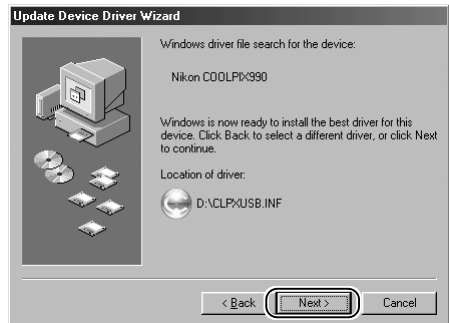 Update Device Driver Wizard
Windows driver file search for the device:
Nikon COOLPIX990
Windows is now ready to install the best driver for this
device. Click Back to select a different driver, or click Next
to continue.
Location of driver:
D:\CLPXUSB.INF
< Back
Next >
Cancel